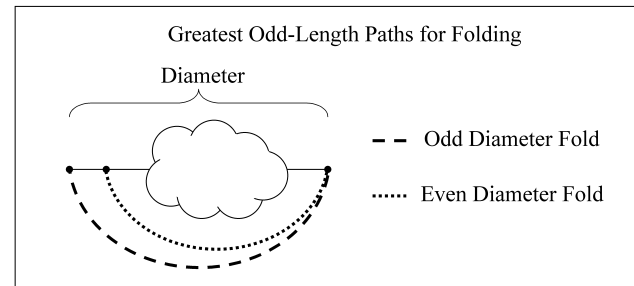 Greatest Odd-Length Paths for Folding
Diameter
Odd Diameter Fold
Even Diameter Fold